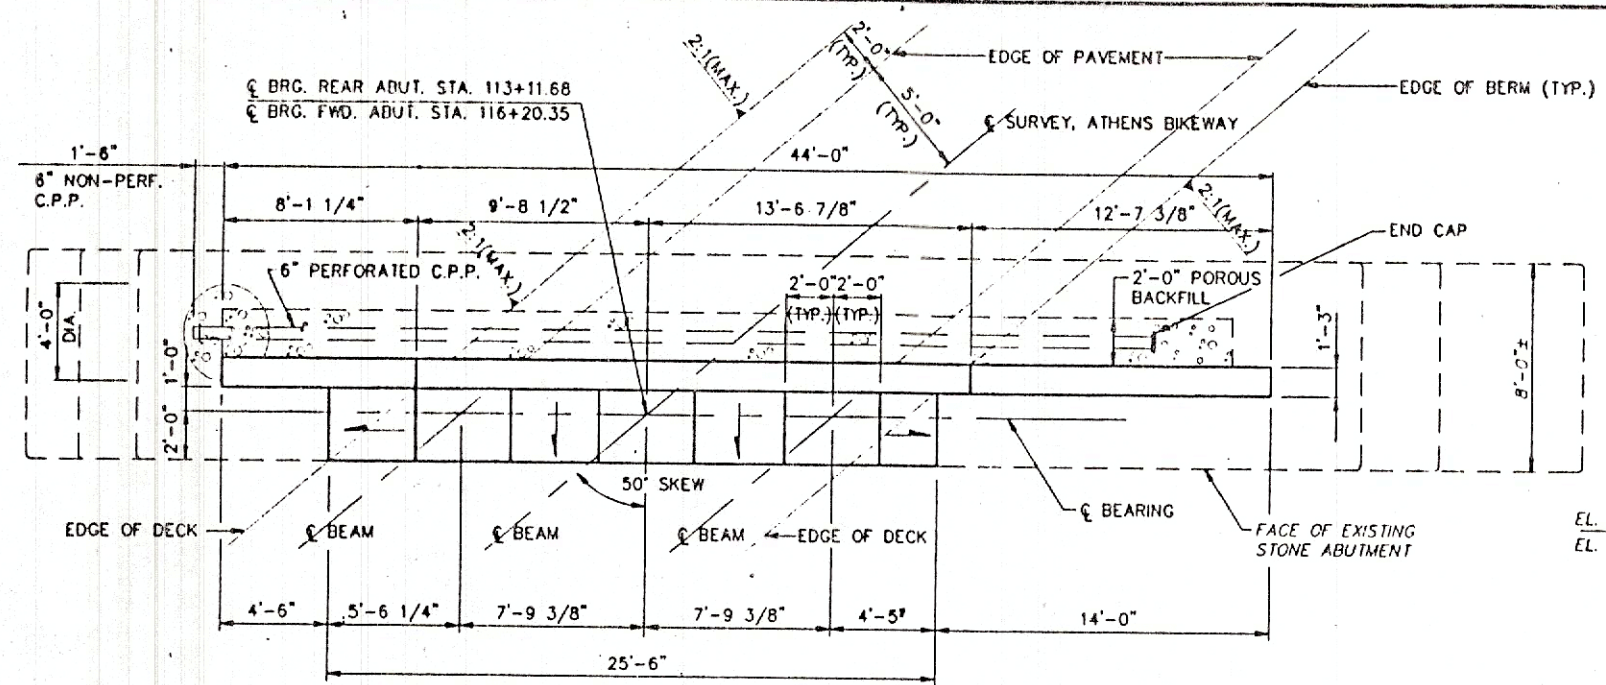 2:1(MAX.)
2'-0"
(TYP.)
EDGE OF PAVEMENT
5'-0"
(TYP.)
EDGE OF BERM (TYP.)
℄ BRG. REAR ABUT. STA. 113+11.68
℄ BRG. FWD. ABUT. STA. 116+20.35
℄ SURVEY, ATHENS BIKEWAY
1'-6"
6" NON-PERF.
C.P.P.
44'-0"
8'-1 1/4"
9'-8 1/2"
13'-6 7/8"
12'-7 3/8"
2:1(MAX.)
2:1(MAX.)
END CAP
6" PERFORATED C.P.P.
2'-0"
2'-0"
(TYP.)
(TYP.)
2'-0" POROUS
BACKFILL
4'-0"
DIA.
1'-0"
2'-0"
1'-3"
8'-0"±
50° SKEW
℄ BEARING
EDGE OF DECK
℄ BEAM
℄ BEAM
℄ BEAM
EDGE OF DECK
FACE OF EXISTING
STONE ABUTMENT
EL.
EL.
4'-6"
5'-6 1/4"
7'-9 3/8"
7'-9 3/8"
4'-5"
14'-0"
25'-6"